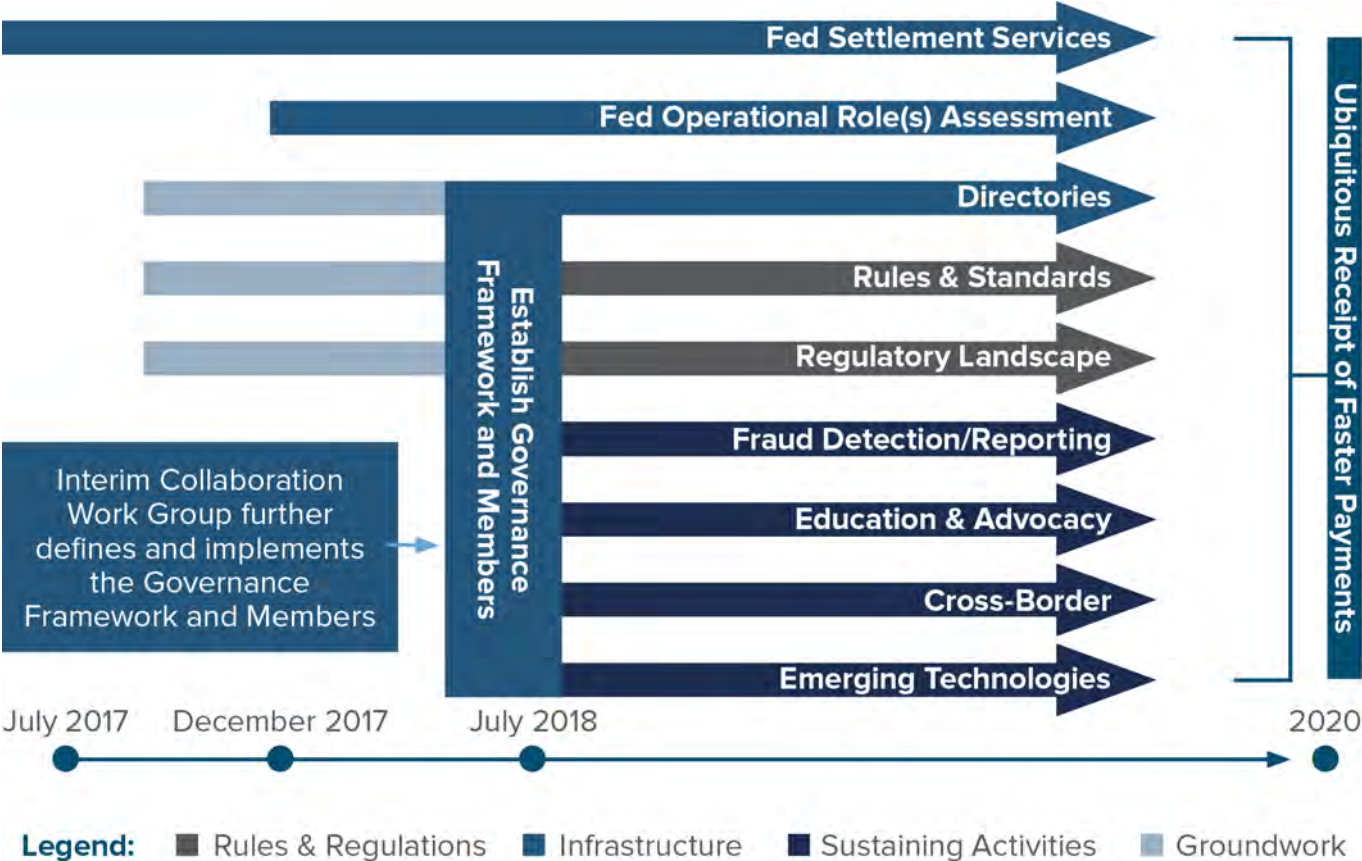 Fed Settlement Services
Fed Operational Role(s) Assessment
Directories
Rules & Standards
Regulatory Landscape
Fraud Detection/Reporting
Education & Advocacy
Cross-Border
Emerging Technologies
Establish Governance
Framework and Members
Interim Collaboration
Work Group further
defines and implements
the Governance
Framework and Members
Ubiquitous Receipt of Faster Payments
July 2017
December 2017
July 2018
2020
Legend: Rules & Regulations Infrastructure Sustaining Activities Groundwork